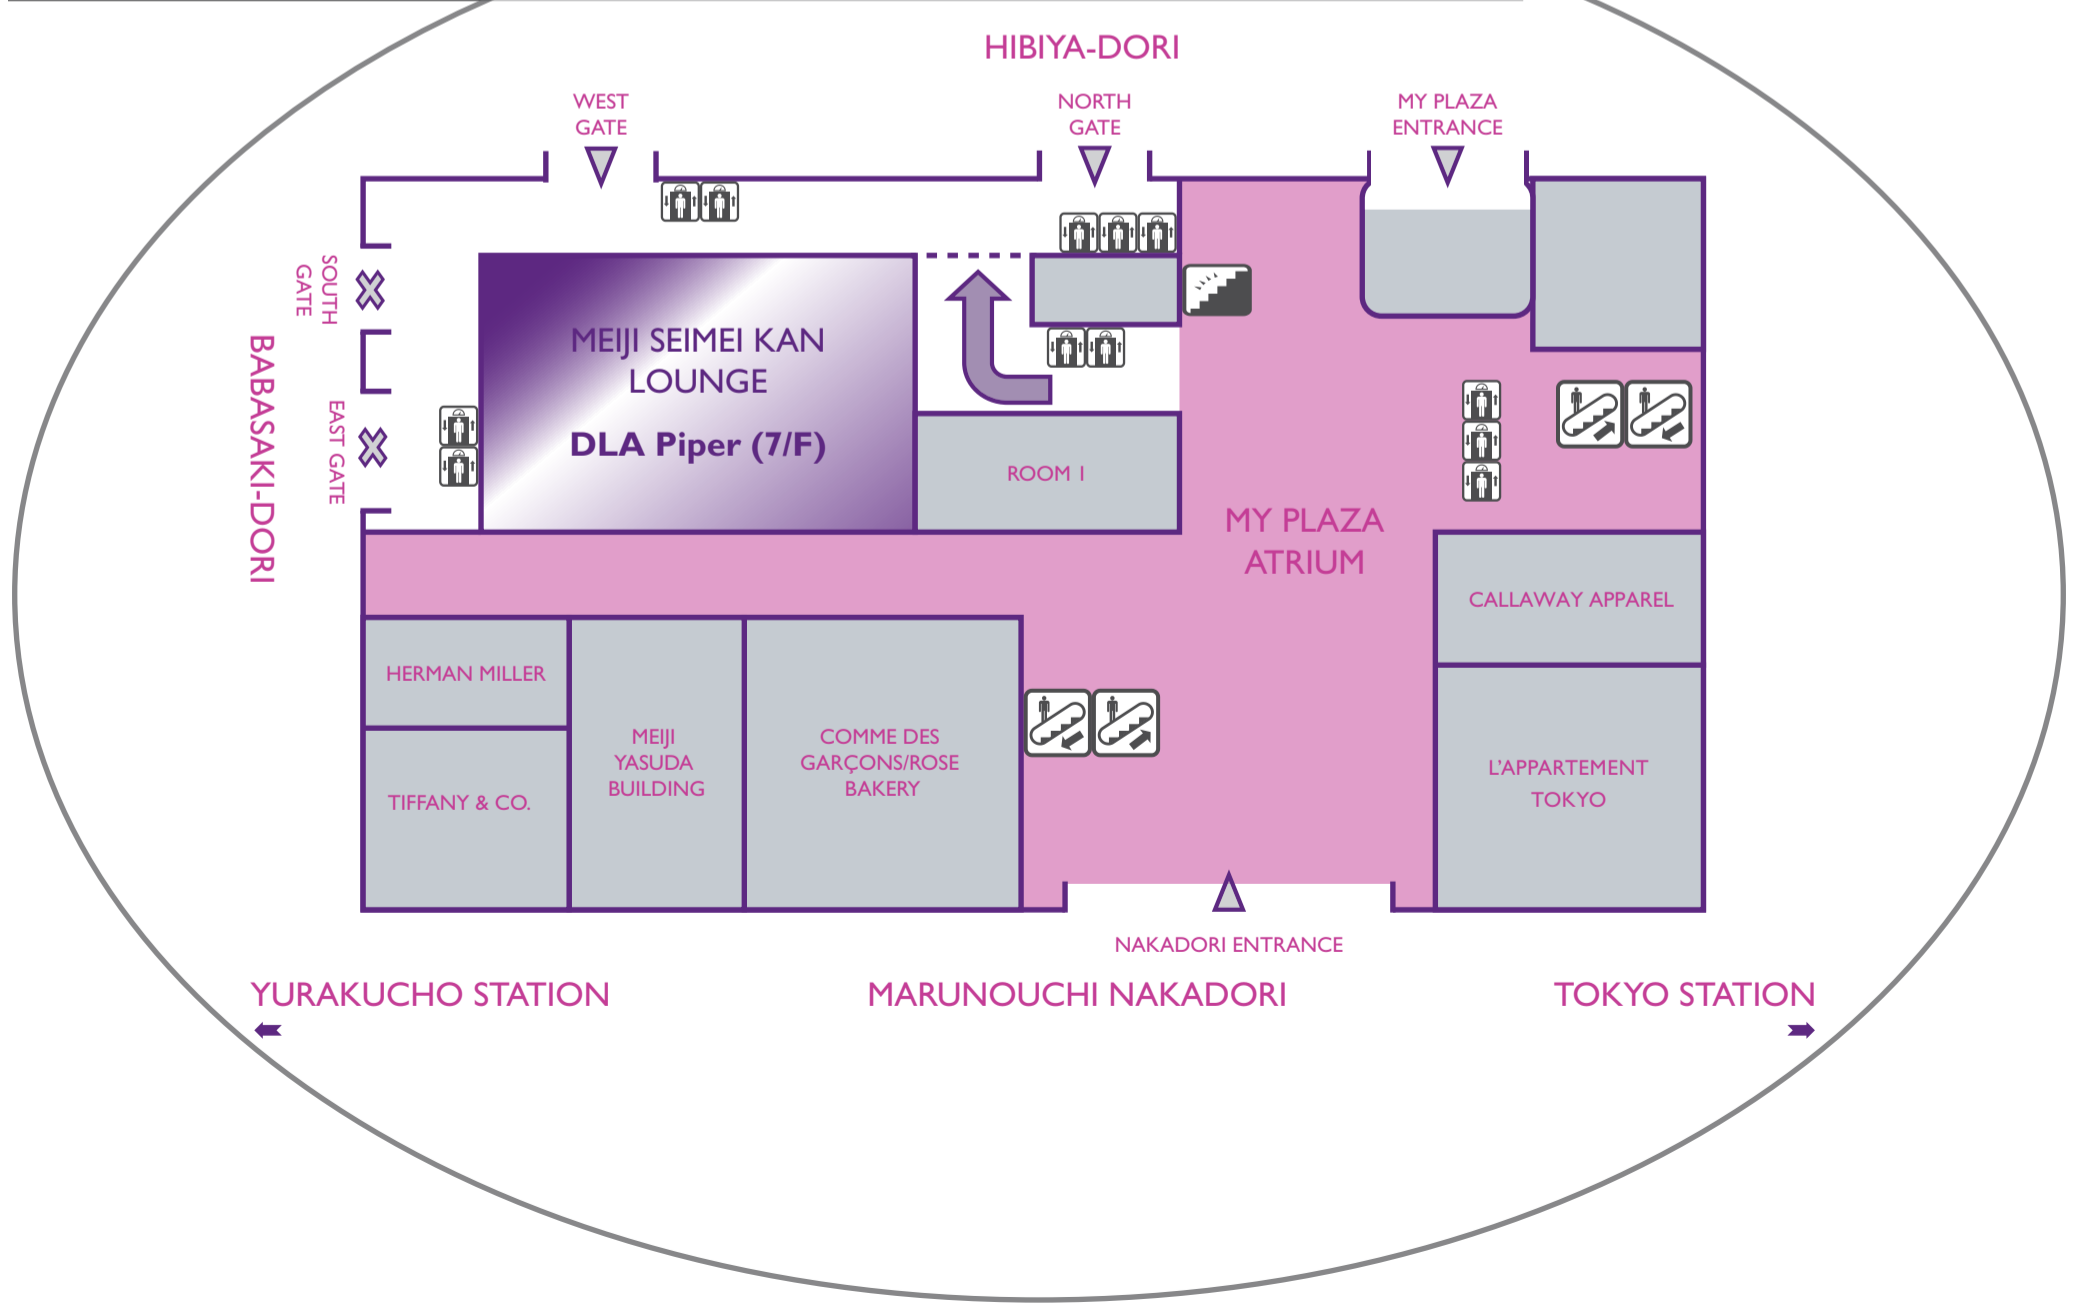 HIBIYA-DORI
WEST
GATE
NORTH
GATE
MY PLAZA
ENTRANCE
SOUTH
GATE
BABASAKI-DORI
EAST GATE
MEIJI SEIMEI KAN
LOUNGE
DLA Piper (7/F)
ROOM 1
MY PLAZA
ATRIUM
CALLAWAY APPAREL
HERMAN MILLER
TIFFANY & CO.
MEIJI
YASUDA
BUILDING
COMME DES
GARÇONS/ROSE
BAKERY
L'APPARTEMENT
TOKYO
NAKADORI ENTRANCE
YURAKUCHO STATION
MARUNOUCHI NAKADORI
TOKYO STATION